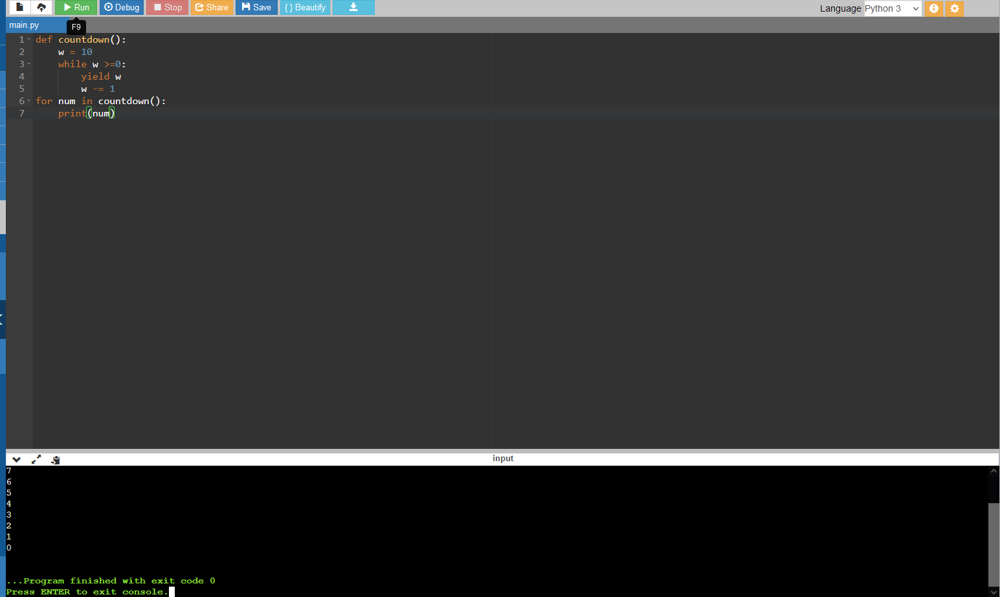 Run Debug Stop Share Save { } Beautify Language Python 3
main.py
F9
1 def countdown():
2 w = 10
3 while w >=0:
4 yield w
5 w -= 1
6 for num in countdown():
7 print(num)
input
7
6
5
4
3
2
1
0
...Program finished with exit code 0
Press ENTER to exit console.